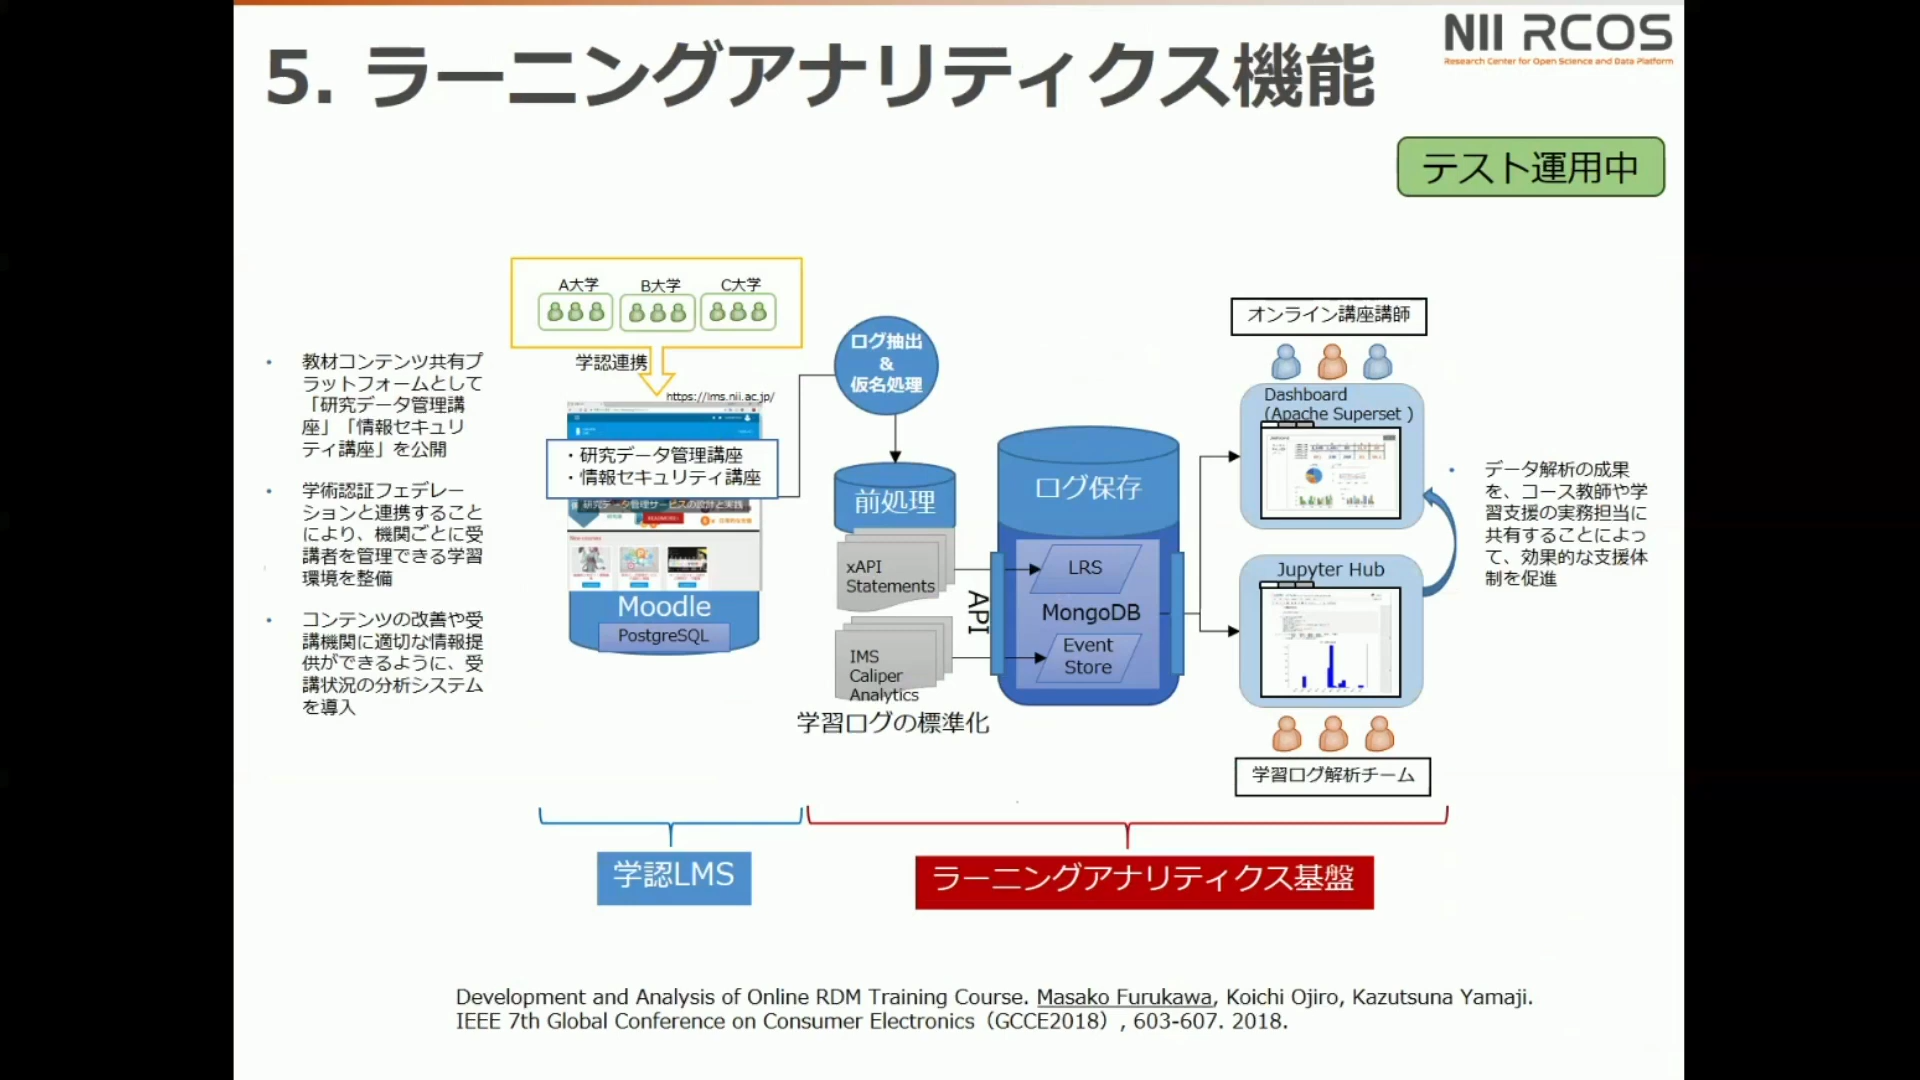 5. ラーニングアナリティクス機能
NII RCOS
Research Center for Open Science and Data Platform
テスト運用中
• 教材コンテンツ共有プ
ラットフォームとして
「研究データ管理講
座」「情報セキュリ
ティ講座」を公開
• 学術認証フェデレー
ションと連携すること
により、機関ごとに受
講者を管理できる学習
環境を整備
• コンテンツの改善や受
講機関に適切な情報提
供ができるように、受
講状況の分析システム
を導入
A大学 B大学 C大学
学認連携
https://lms.nii.ac.jp/
・研究データ管理講座
・情報セキュリティ講座
研究データ管理サービスの設計と実践
Moodle
PostgreSQL
ログ抽出
&
仮名処理
前処理
xAPI
Statements
IMS
Caliper
Analytics
学習ログの標準化
API
ログ保存
LRS
MongoDB
Event
Store
オンライン講座講師
Dashboard
(Apache Superset )
Jupyter Hub
学習ログ解析チーム
• データ解析の成果
を、コース教師や学
習支援の実務担当に
共有することによっ
て、効果的な支援体
制を促進
学認LMS
ラーニングアナリティクス基盤
Development and Analysis of Online RDM Training Course. Masako Furukawa, Koichi Ojiro, Kazutsuna Yamaji.
IEEE 7th Global Conference on Consumer Electronics（GCCE2018）, 603-607. 2018.